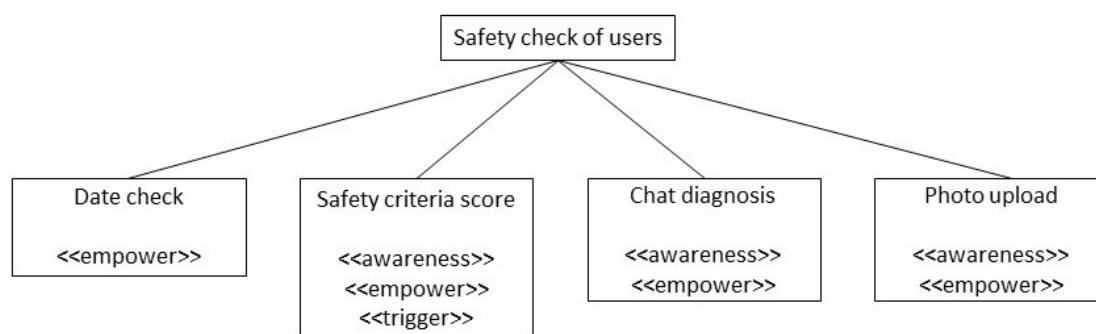 Safety check of users
Date check
<<empower>>
Safety criteria score
<<awareness>>
<<empower>>
<<trigger>>
Chat diagnosis
<<awareness>>
<<empower>>
Photo upload
<<awareness>>
<<empower>>